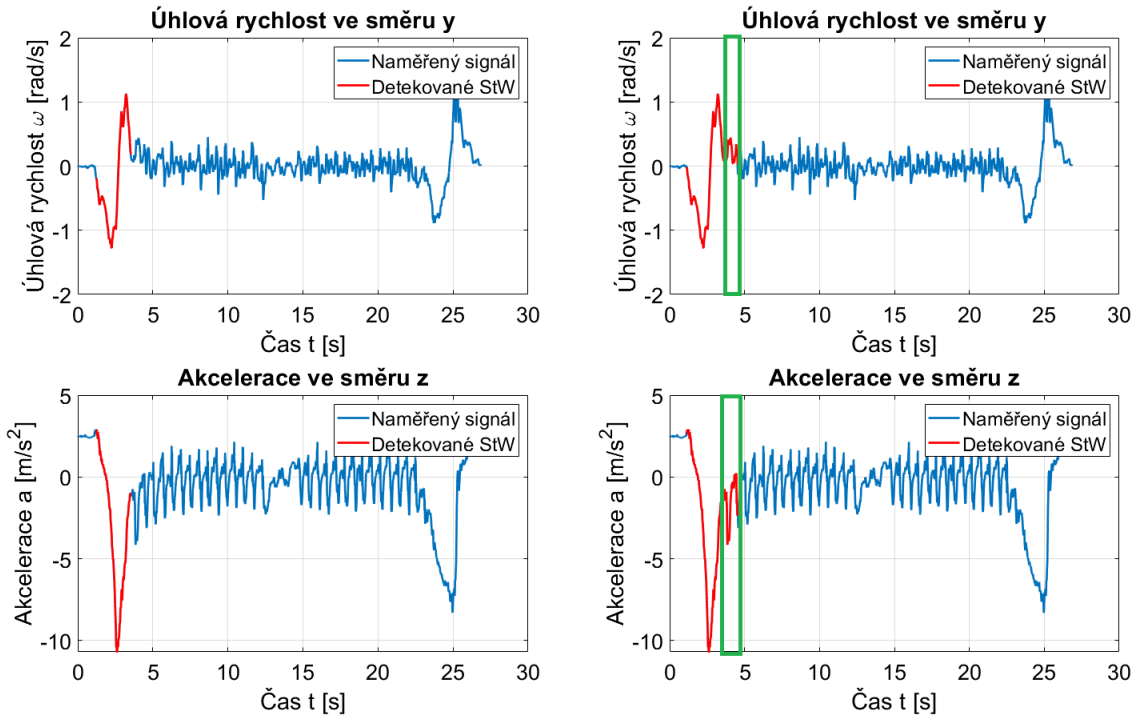 Úhlová rychlost ve směru y
2
1
0
-1
-2
Úhlová rychlost ω [rad/s]
Naměřený signál
Detekované StW
0 5 10 15 20 25 30
Čas t [s]
Úhlová rychlost ve směru y
2
1
0
-1
-2
Úhlová rychlost ω [rad/s]
Naměřený signál
Detekované StW
0 5 10 15 20 25 30
Čas t [s]
Akcelerace ve směru z
5
0
-5
-10
Akcelerace a [m/s²]
Naměřený signál
Detekované StW
0 5 10 15 20 25 30
Čas t [s]
Akcelerace ve směru z
5
0
-5
-10
Akcelerace a [m/s²]
Naměřený signál
Detekované StW
0 5 10 15 20 25 30
Čas t [s]